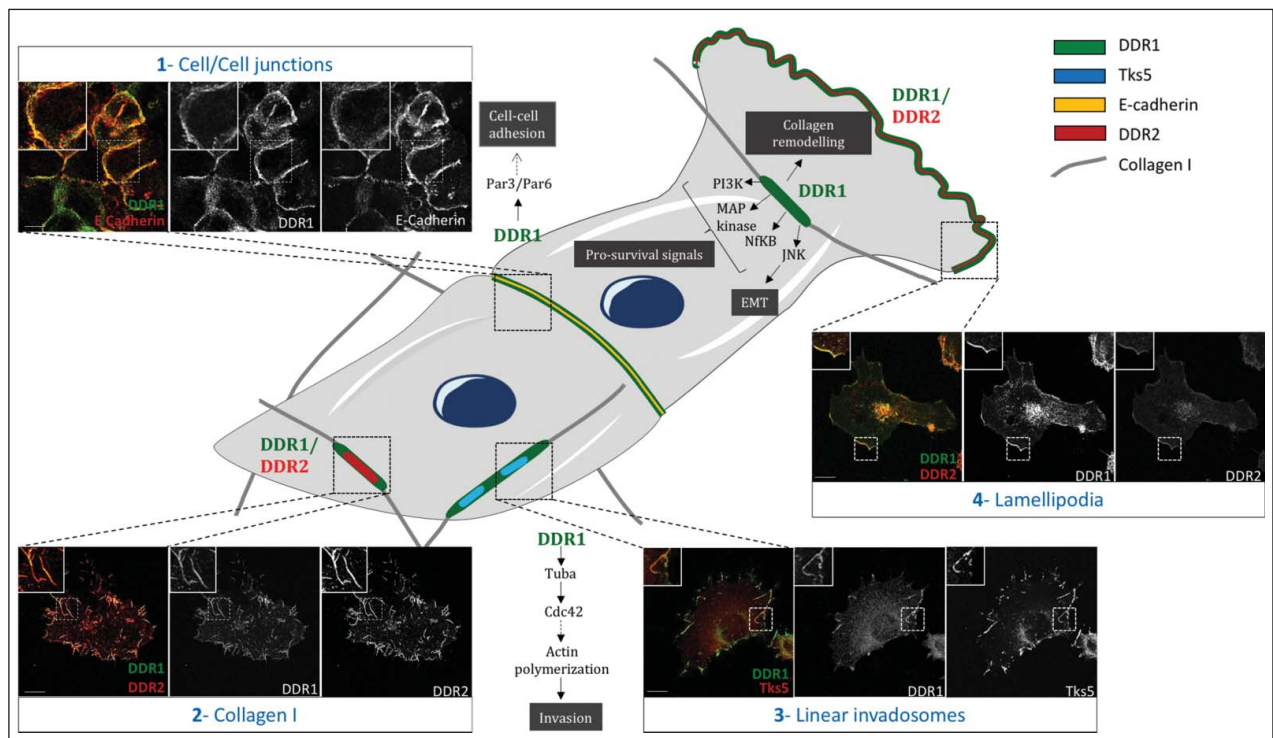 1- Cell/Cell junctions
DDR1
E Cadherin
DDR1
E-Cadherin
Cell-cell
adhesion
Par3/Par6
DDR1
DDR1/
DDR2
Collagen
remodelling
PI3K
DDR1
MAP
kinase
NfKB
JNK
Pro-survival signals
EMT
DDR1
Tks5
E-cadherin
DDR2
Collagen I
DDR1/
DDR2
DDR1
DDR2
DDR1
DDR2
4- Lamellipodia
DDR1
DDR2
DDR1
DDR2
2- Collagen I
DDR1
Tuba
Cdc42
Actin
polymerization
Invasion
DDR1
Tks5
DDR1
Tks5
3- Linear invadosomes